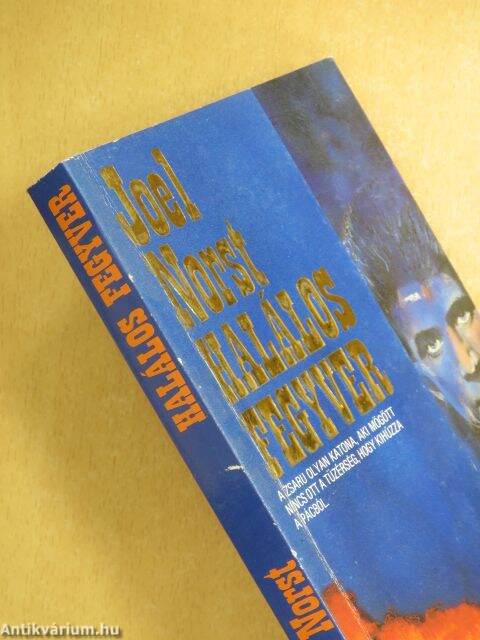 Joel
Norst
HALÁLOS
FEGYVER
A ZSARU OLYAN KATONA, AKI MÖGÖTT
NINCS OTT A TÜZÉRSÉG, HOGY KIHÚZZA
A PÁCBÓL.
HALÁLOS FEGYVER
Norst
Antikvárium.hu